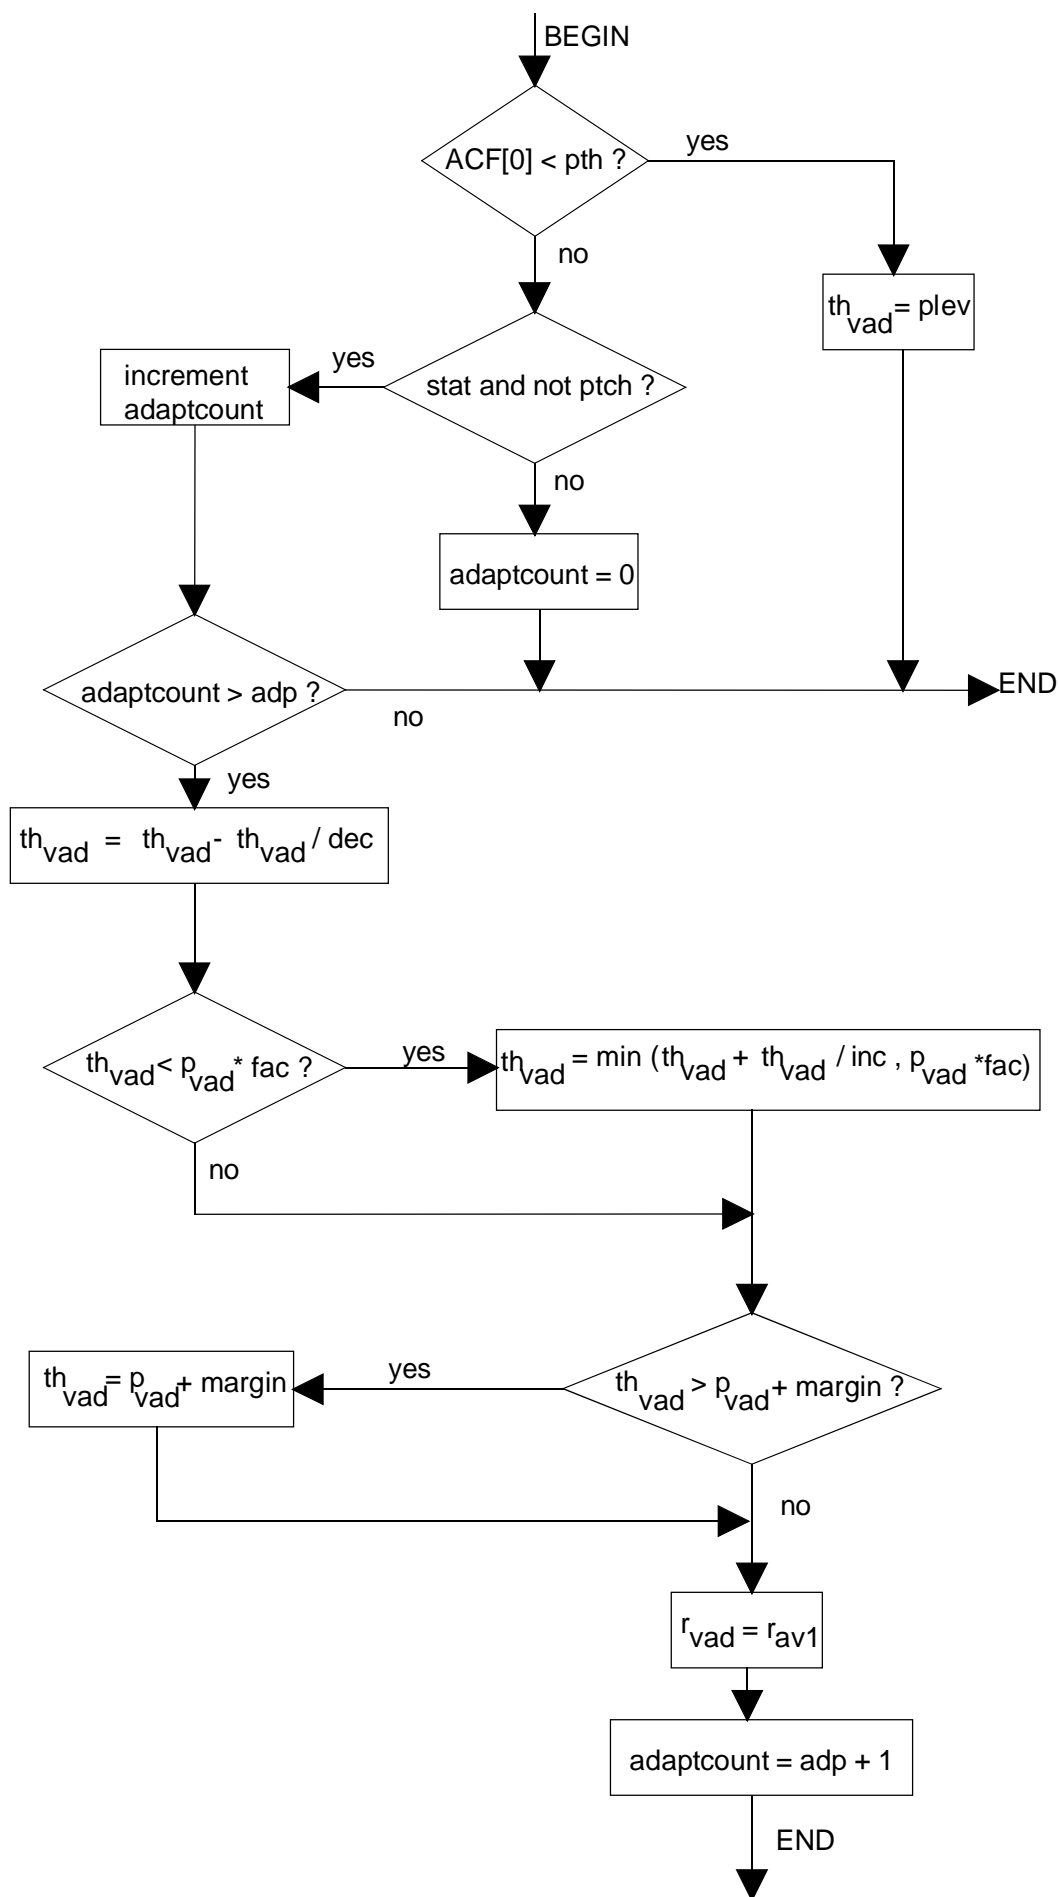 BEGIN
ACF[0] < pth ?
yes
no
th_vad = plev
yes
increment
adaptcount
stat and not ptch ?
no
adaptcount = 0
adaptcount > adp ?
no
END
yes
th_vad = th_vad - th_vad / dec
th_vad < p_vad * fac ?
yes
th_vad = min (th_vad + th_vad / inc , p_vad *fac)
no
th_vad = p_vad + margin
yes
th_vad > p_vad + margin ?
no
r_vad = r_av1
adaptcount = adp + 1
END